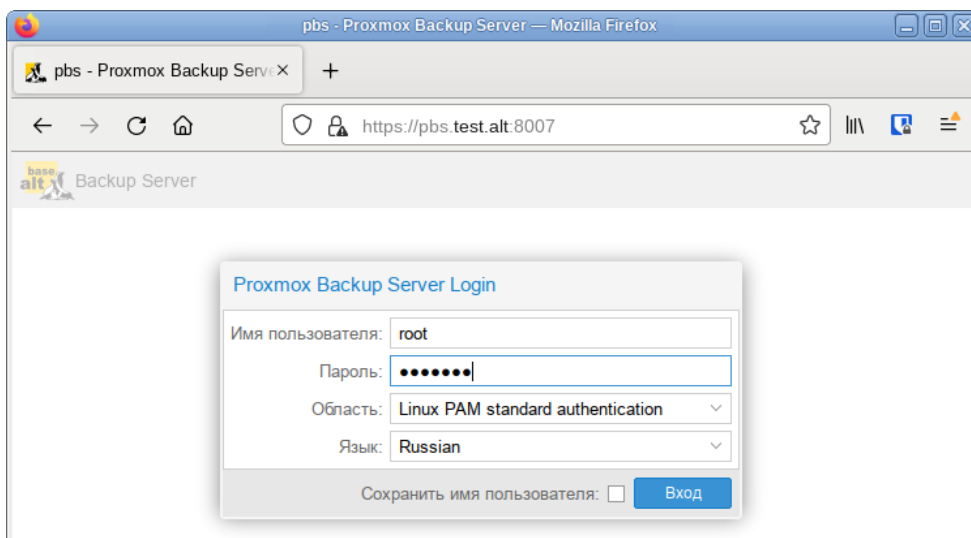 pbs - Proxmox Backup Server — Mozilla Firefox
pbs - Proxmox Backup Serve
https://pbs.test.alt:8007
base alt Backup Server
Proxmox Backup Server Login
Имя пользователя: root
Пароль: ●●●●●●●
Область: Linux PAM standard authentication
Язык: Russian
Сохранить имя пользователя: Вход